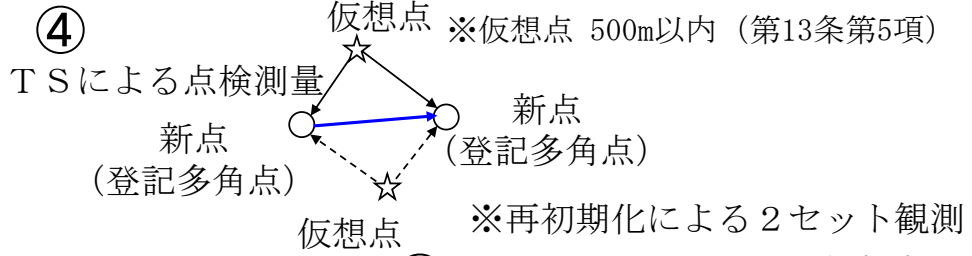 ④
仮想点 ※仮想点 500m以内（第13条第5項）
ＴＳによる点検測量
新点
（登記多角点）
新点
（登記多角点）
仮想点
※再初期化による２セット観測